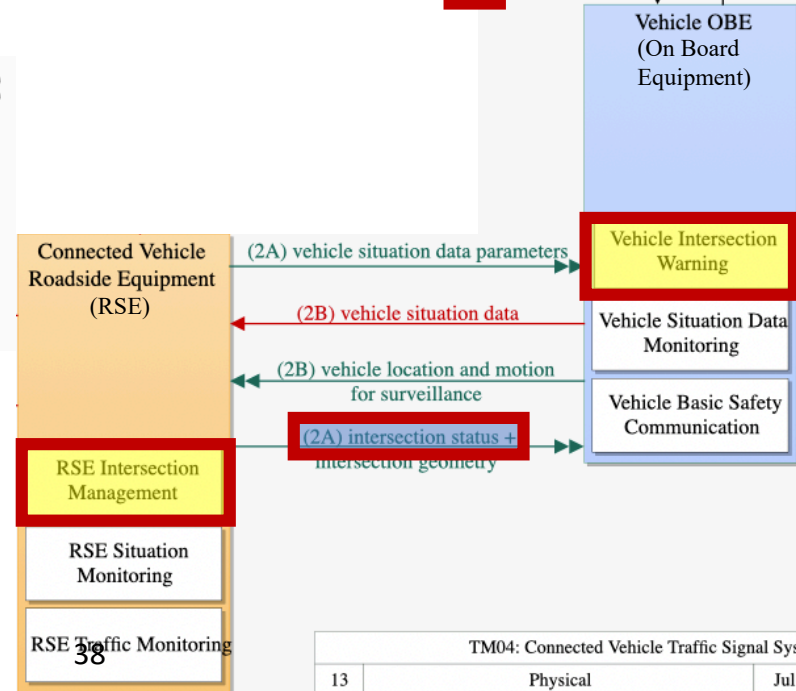 Vehicle OBE
(On Board
Equipment)
Vehicle Intersection
Warning
Vehicle Situation Data
Monitoring
Vehicle Basic Safety
Communication
Connected Vehicle
Roadside Equipment
(RSE)
(2A) vehicle situation data parameters
(2B) vehicle situation data
(2B) vehicle location and motion
for surveillance
(2A) intersection status +
intersection geometry
RSE Intersection
Management
RSE Situation
Monitoring
RSE Traffic Monitoring
38
TM04: Connected Vehicle Traffic Signal Sys
13 Physical Jul